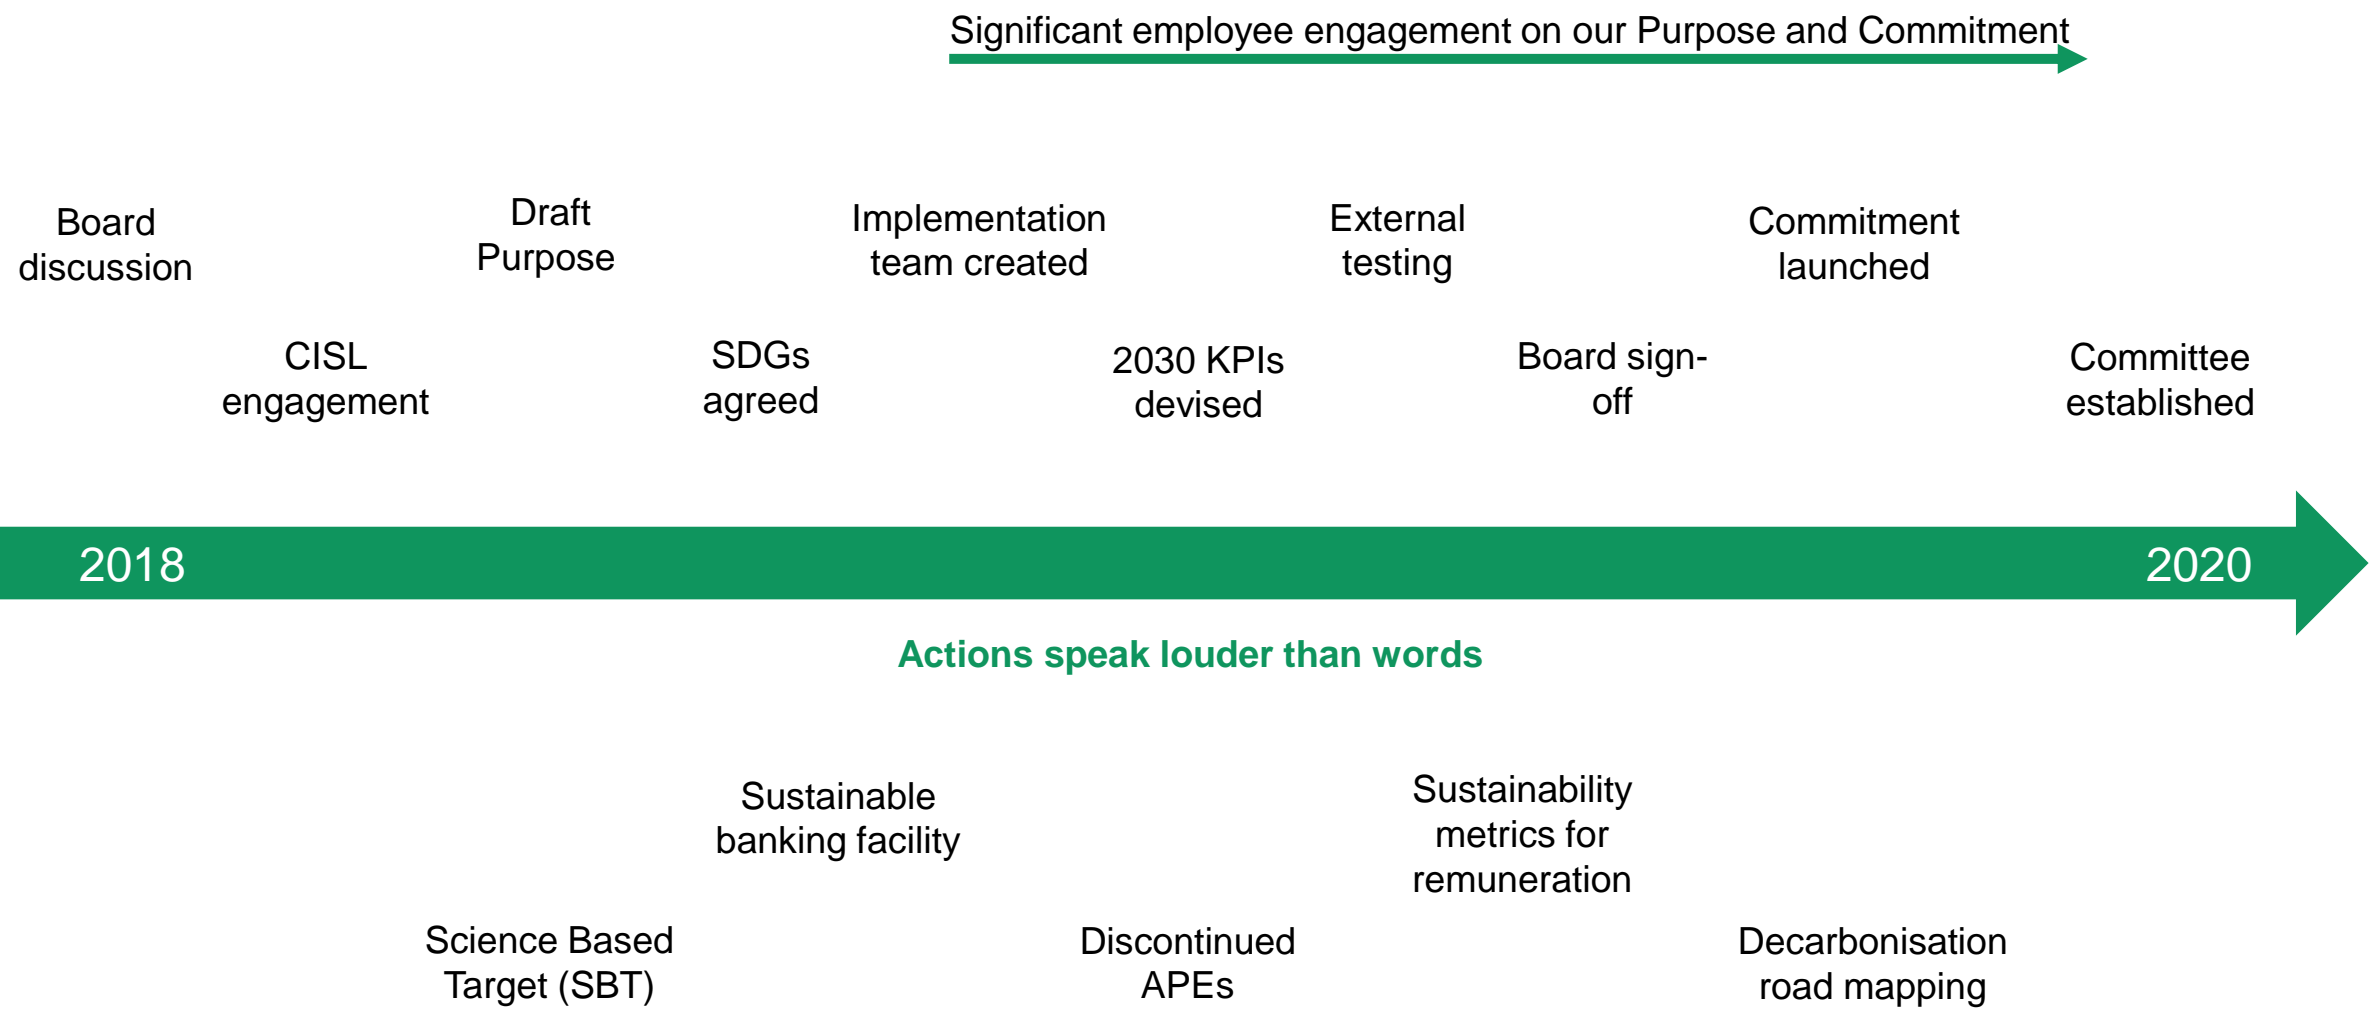 Significant employee engagement on our Purpose and Commitment
Board
discussion
Draft
Purpose
Implementation
team created
External
testing
Commitment
launched
CISL
engagement
SDGs
agreed
2030 KPIs
devised
Board sign-
off
Committee
established
2018
2020
Actions speak louder than words
Sustainable
banking facility
Sustainability
metrics for
remuneration
Science Based
Target (SBT)
Discontinued
APEs
Decarbonisation
road mapping